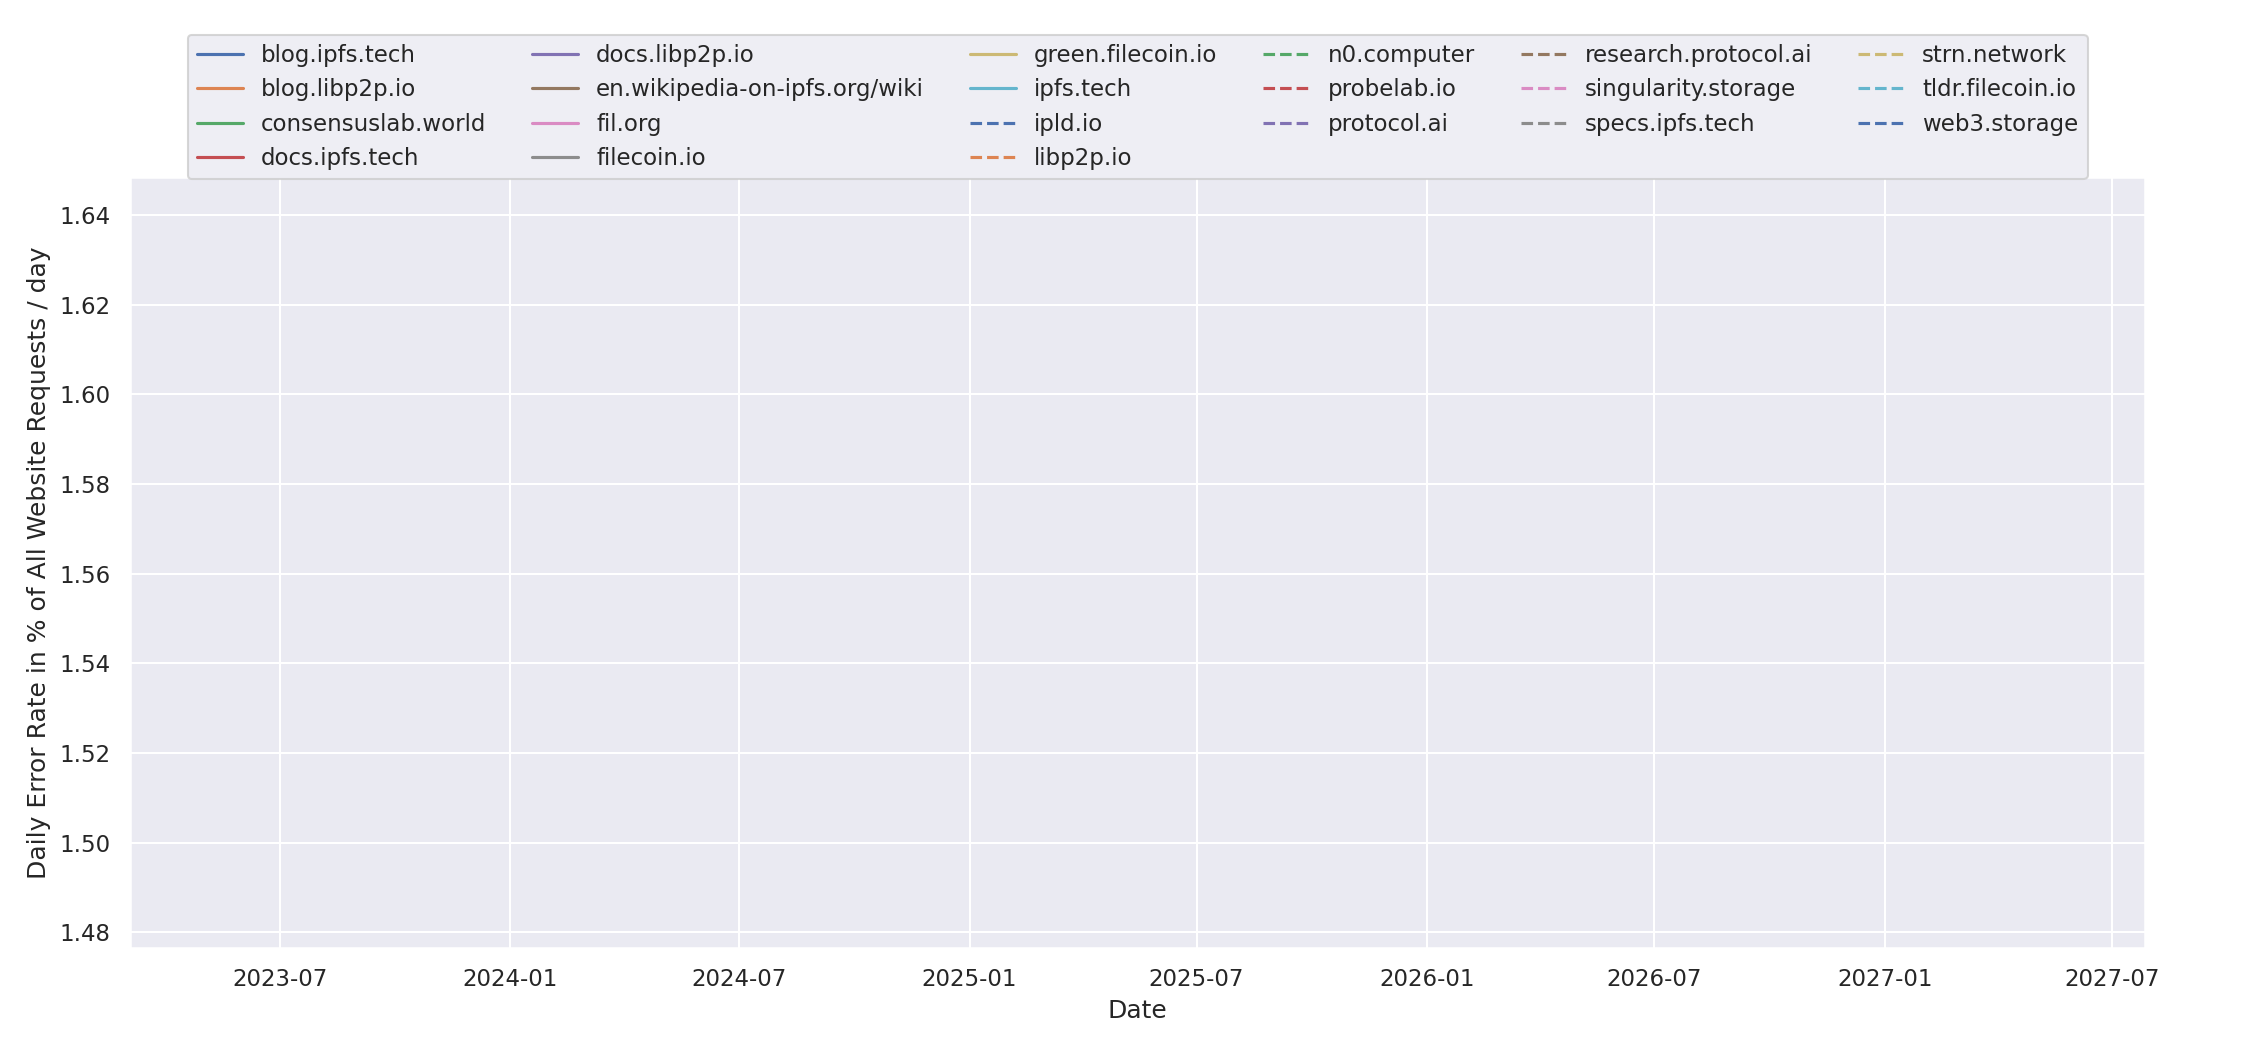 blog.ipfs.tech
blog.libp2p.io
consensuslab.world
docs.ipfs.tech
docs.libp2p.io
en.wikipedia-on-ipfs.org/wiki
fil.org
filecoin.io
green.filecoin.io
ipfs.tech
ipld.io
libp2p.io
n0.computer
probelab.io
protocol.ai
research.protocol.ai
singularity.storage
specs.ipfs.tech
strn.network
tldr.filecoin.io
web3.storage
Daily Error Rate in % of All Website Requests / day
1.64
1.62
1.60
1.58
1.56
1.54
1.52
1.50
1.48
2023-07
2024-01
2024-07
2025-01
2025-07
2026-01
2026-07
2027-01
2027-07
Date